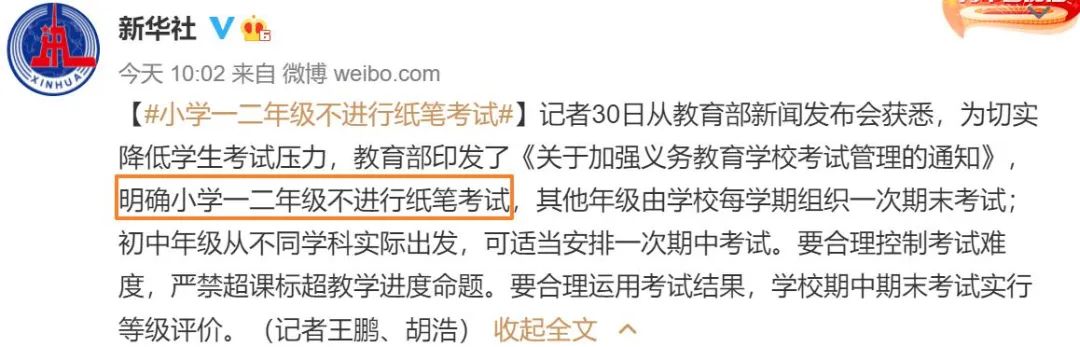 新华社
今天 10:02 来自 微博 weibo.com
【#小学一二年级不进行纸笔考试#】记者30日从教育部新闻发布会获悉，为切实
降低学生考试压力，教育部印发了《关于加强义务教育学校考试管理的通知》，
明确小学一二年级不进行纸笔考试，其他年级由学校每学期组织一次期末考试；
初中年级从不同学科实际出发，可适当安排一次期中考试。要合理控制考试难
度，严禁超课标超教学进度命题。要合理运用考试结果，学校期中期末考试实行
等级评价。（记者王鹏、胡浩） 收起全文
XINHUA